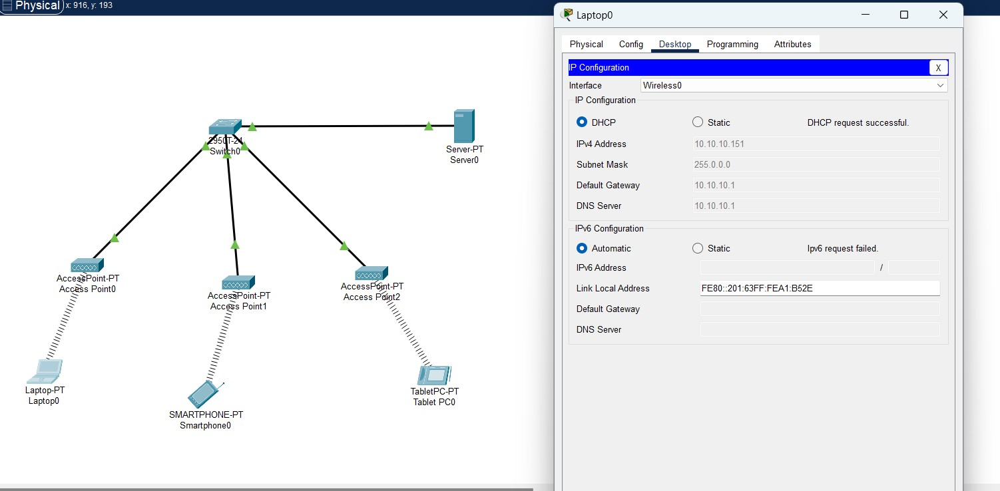 Physical x: 916, y: 193
2950T-24
Switch0
Server-PT
Server0
AccessPoint-PT
Access Point0
AccessPoint-PT
Access Point1
AccessPoint-PT
Access Point2
Laptop-PT
Laptop0
SMARTPHONE-PT
Smartphone0
TabletPC-PT
Tablet PC0
Laptop0
Physical Config Desktop Programming Attributes
IP Configuration X
Interface Wireless0
IP Configuration
DHCP Static DHCP request successful.
IPv4 Address 10.10.10.151
Subnet Mask 255.0.0.0
Default Gateway 10.10.10.1
DNS Server 10.10.10.1
IPv6 Configuration
Automatic Static Ipv6 request failed.
IPv6 Address /
Link Local Address FE80::201:63FF:FEA1:B52E
Default Gateway
DNS Server